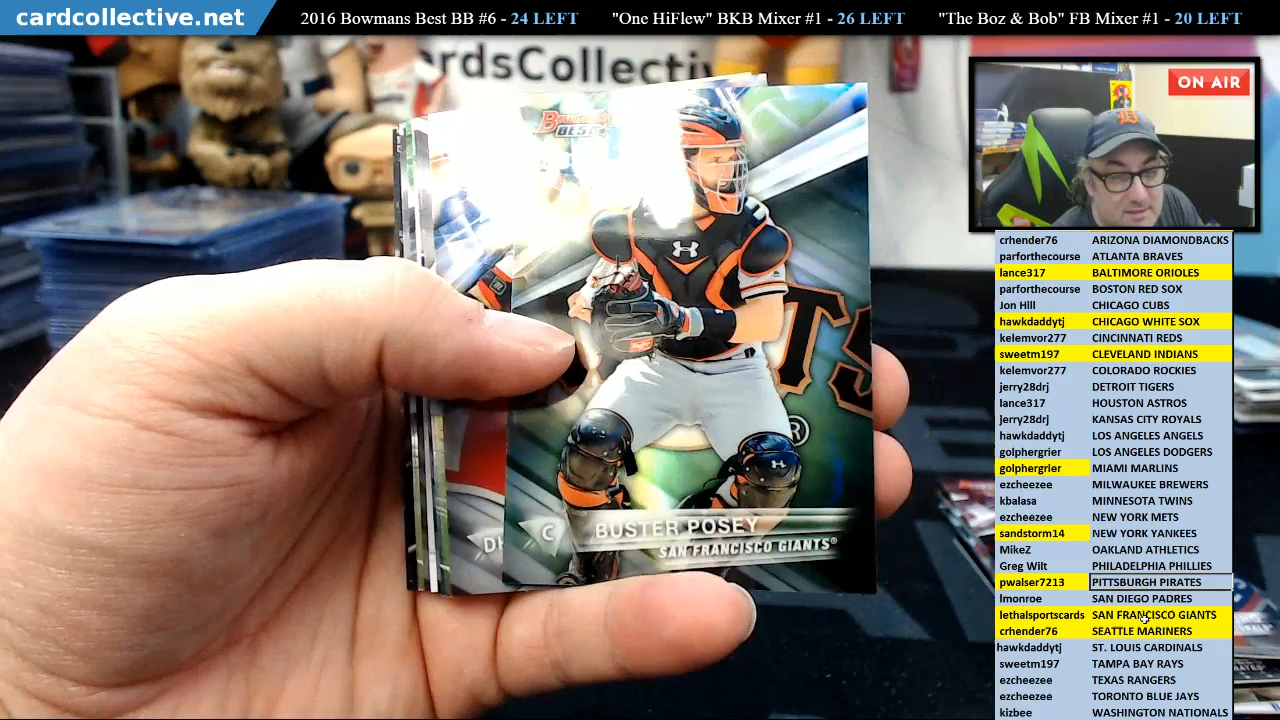 cardcollective.net
2016 Bowmans Best BB #6 - 24 LEFT "One HiFlew" BKB Mixer #1 - 26 LEFT "The Boz & Bob" FB Mixer #1 - 20 LEFT
ardsCollectiv
ON AIR
Bowman's
BEST
BUSTER POSEY
C
SAN FRANCISCO GIANTS®
DH
TS
®
crhender76 ARIZONA DIAMONDBACKS
parforthecourse ATLANTA BRAVES
lance317 BALTIMORE ORIOLES
parforthecourse BOSTON RED SOX
Jon Hill CHICAGO CUBS
hawkdaddytj CHICAGO WHITE SOX
kelemvor277 CINCINNATI REDS
sweetm197 CLEVELAND INDIANS
kelemvor277 COLORADO ROCKIES
jerry28drj DETROIT TIGERS
lance317 HOUSTON ASTROS
jerry28drj KANSAS CITY ROYALS
hawkdaddytj LOS ANGELES ANGELS
golphergrier LOS ANGELES DODGERS
golphergrier MIAMI MARLINS
ezcheezee MILWAUKEE BREWERS
kbalasa MINNESOTA TWINS
ezcheezee NEW YORK METS
sandstorm14 NEW YORK YANKEES
MikeZ OAKLAND ATHLETICS
Greg Wilt PHILADELPHIA PHILLIES
pwalser7213 PITTSBURGH PIRATES
lmonroe SAN DIEGO PADRES
lethalsportscards SAN FRANCISCO GIANTS
crhender76 SEATTLE MARINERS
hawkdaddytj ST. LOUIS CARDINALS
sweetm197 TAMPA BAY RAYS
ezcheezee TEXAS RANGERS
ezcheezee TORONTO BLUE JAYS
kizbee WASHINGTON NATIONALS